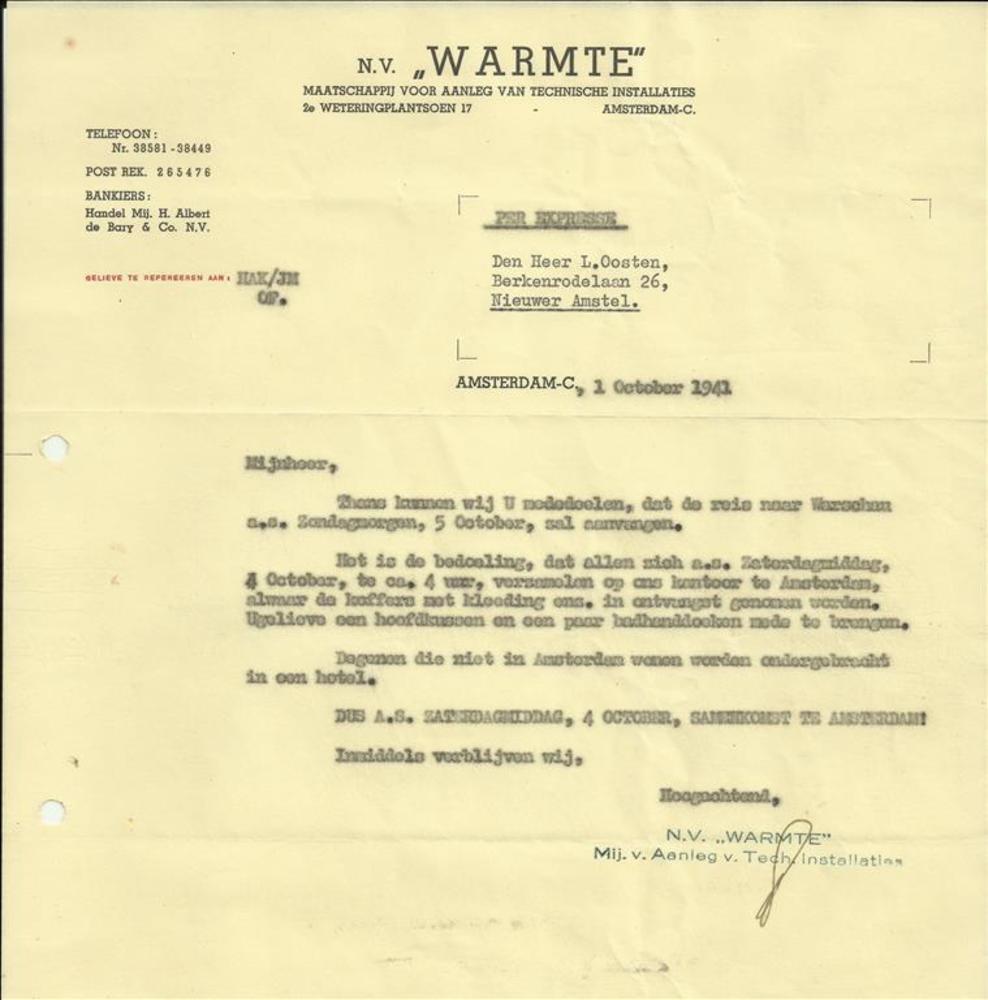 N.V. „WARMTE"
MAATSCHAPPIJ VOOR AANLEG VAN TECHNISCHE INSTALLATIES
2e WETERINGPLANTSOEN 17 - AMSTERDAM-C.
TELEFOON:
Nr. 38581-38449
POST REK. 265476
BANKIERS:
Handel Mij. H. Albert
de Bary & Co. N.V.
GELIEVE TE REFEREEREN AAN: HAK/JM
OF.
PER EXPRESSE
Den Heer L.Oosten,
Berkenrodelaan 26,
Nieuwer Amstel.
AMSTERDAM-C., 1 October 1941
Mijnheer,
Thans kunnen wij U mededeelen, dat de reis naar Warschau
a.s. Zondagmorgen, 5 October, zal aanvangen.
Het is de bedoeling, dat allen zich a.s. Zaterdagmiddag,
4 October, te ca. 4 uur, verzamelen op ons kantoor te Amsterdam,
alwaar de koffers met kleeding enz. in ontvangst genomen worden.
Ugelieve een hoofdkussen en een paar badhanddoeken mede te brengen.
Degenen die niet in Amsterdam wonen worden ondergebracht
in een hotel.
DUS A.S. ZATERDAGMIDDAG, 4 OCTOBER, SAMENKOMST TE AMSTERDAM!
Inmiddels verblijven wij,
Hoogachtend,
N.V. „WARMTE"
Mij. v. Aanleg v. Tech. Installaties